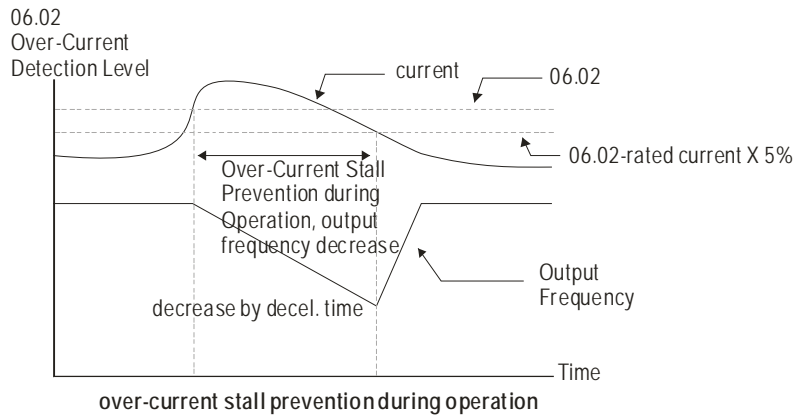 06.02
Over-Current
Detection Level
current
06.02
06.02-rated current X 5%
Over-Current Stall
Prevention during
Operation, output
frequency decrease
Output
Frequency
decrease by decel. time
Time
over-current stall prevention during operation